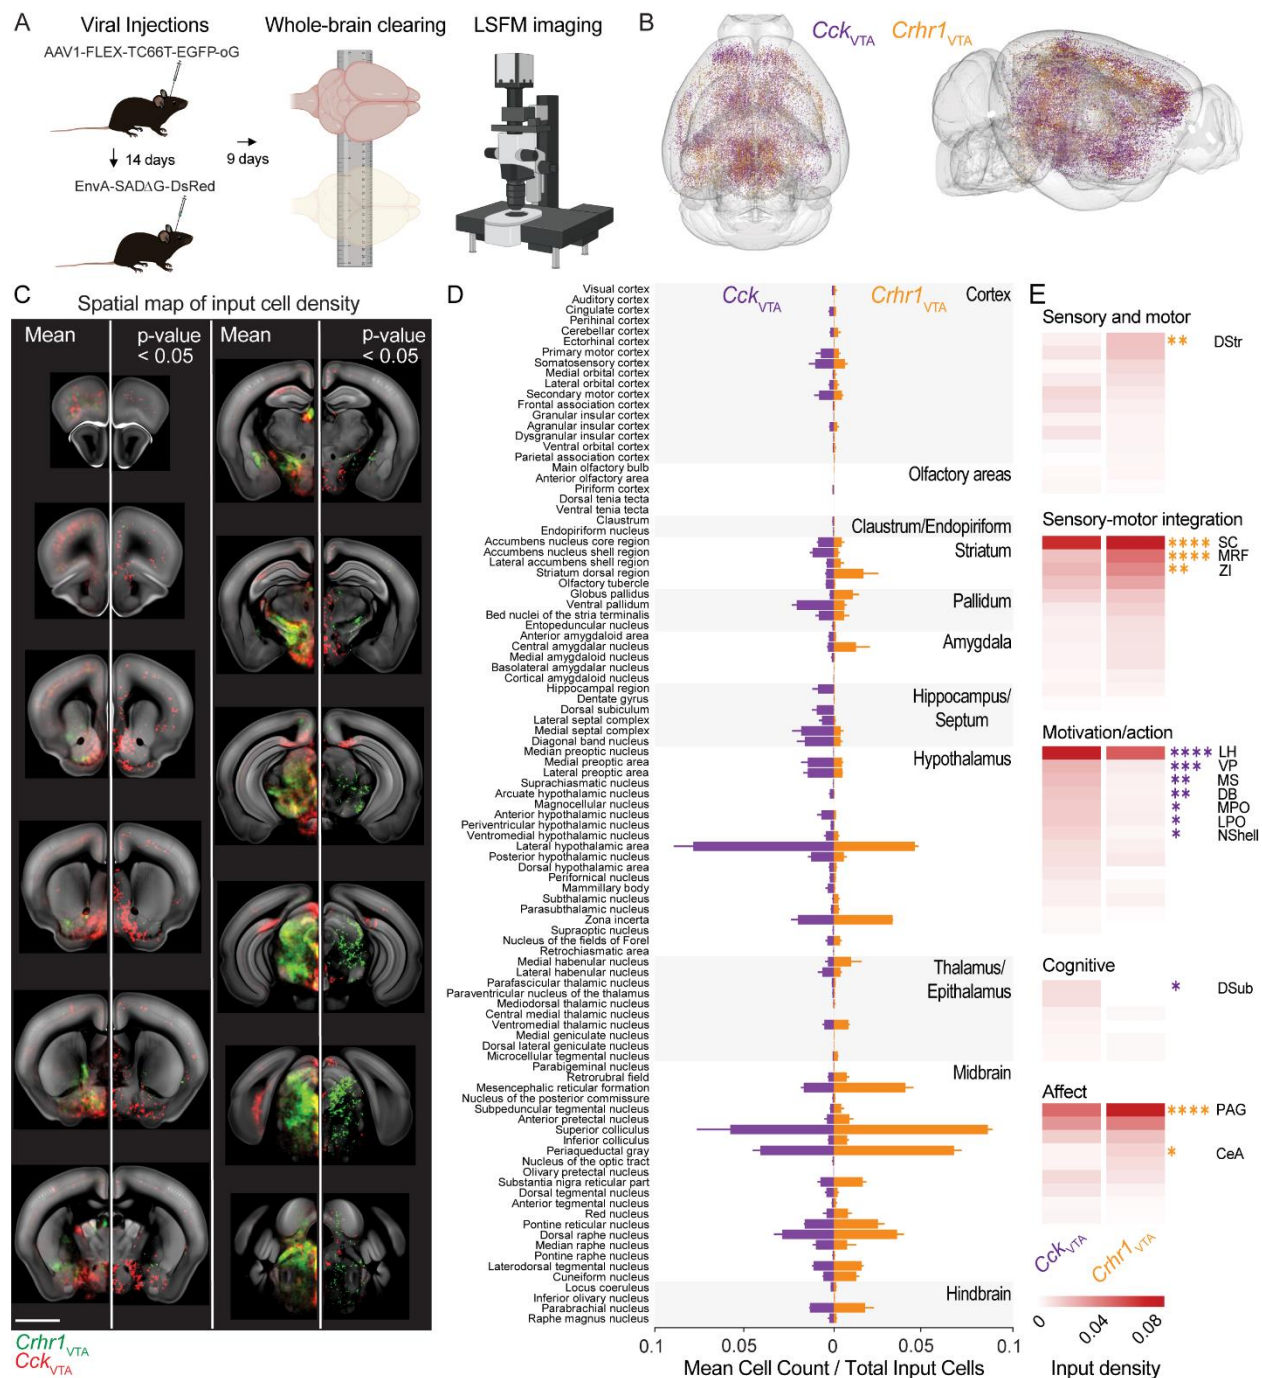 A
Viral Injections
AAV1-FLEX-TC66T-EGFP-oG
14 days
EnvA-SADΔG-DsRed
9 days
Whole-brain clearing
LSFM imaging
B
Cck VTA
Crhr1 VTA
C
Spatial map of input cell density
Mean
p-value
< 0.05
Mean
p-value
< 0.05
Crhr1 VTA
Cck VTA
D
Cck VTA
Crhr1 VTA
Visual cortex
Auditory cortex
Cingulate cortex
Perihinal cortex
Cerebellar cortex
Ectorhinal cortex
Primary motor cortex
Somatosensory cortex
Medial orbital cortex
Lateral orbital cortex
Secondary motor cortex
Frontal association cortex
Granular insular cortex
Agranular insular cortex
Dysgranular insular cortex
Ventral orbital cortex
Parietal association cortex
Main olfactory bulb
Anterior olfactory area
Piriform cortex
Dorsal tenia tecta
Ventral tenia tecta
Claustrum
Endopiriform nucleus
Accumbens nucleus core region
Accumbens nucleus shell region
Lateral accumbens shell region
Striatum dorsal region
Olfactory tubercle
Globus pallidus
Ventral pallidum
Bed nuclei of the stria terminalis
Entopeduncular nucleus
Anterior amygdaloid area
Central amygdalar nucleus
Medial amygdaloid nucleus
Basolateral amygdalar nucleus
Cortical amygdaloid nucleus
Hippocampal region
Dentate gyrus
Dorsal subiculum
Lateral septal complex
Medial septal complex
Diagonal band nucleus
Median preoptic nucleus
Medial preoptic area
Lateral preoptic area
Suprachiasmatic nucleus
Arcuate hypothalamic nucleus
Magnocellular nucleus
Anterior hypothalamic nucleus
Periventricular hypothalamic nucleus
Ventromedial hypothalamic nucleus
Lateral hypothalamic area
Posterior hypothalamic nucleus
Dorsal hypothalamic area
Perifornical nucleus
Mammillary body
Subthalamic nucleus
Parasubthalamic nucleus
Zona incerta
Supraoptic nucleus
Nucleus of the fields of Forel
Retrochiasmatic area
Medial habenular nucleus
Lateral habenular nucleus
Parafascicular thalamic nucleus
Paraventricular nucleus of the thalamus
Mediodorsal thalamic nucleus
Central medial thalamic nucleus
Ventromedial thalamic nucleus
Medial geniculate nucleus
Dorsal lateral geniculate nucleus
Microcellular tegmental nucleus
Parabigeminal nucleus
Retrorubral field
Mesencephalic reticular formation
Nucleus of the posterior commissure
Subpeduncular tegmental nucleus
Anterior pretectal nucleus
Superior colliculus
Inferior colliculus
Periaqueductal gray
Nucleus of the optic tract
Olivary pretectal nucleus
Substantia nigra reticular part
Dorsal tegmental nucleus
Anterior tegmental nucleus
Red nucleus
Pontine reticular nucleus
Dorsal raphe nucleus
Median raphe nucleus
Pontine raphe nucleus
Laterodorsal tegmental nucleus
Cuneiform nucleus
Locus coeruleus
Inferior olivary nucleus
Parabrachial nucleus
Raphe magnus nucleus
Cortex
Olfactory areas
Claustrum/Endopiriform
Striatum
Pallidum
Amygdala
Hippocampus/
Septum
Hypothalamus
Thalamus/
Epithalamus
Midbrain
Hindbrain
0.1 0.05 0 0.05 0.1
Mean Cell Count / Total Input Cells
E
Sensory and motor
** DStr
Sensory-motor integration
**** SC
**** MRF
** ZI
Motivation/action
**** LH
*** VP
** MS
** DB
* MPO
* LPO
* NShell
Cognitive
* DSub
Affect
**** PAG
* CeA
Cck VTA
Crhr1 VTA
0 0.04 0.08
Input density